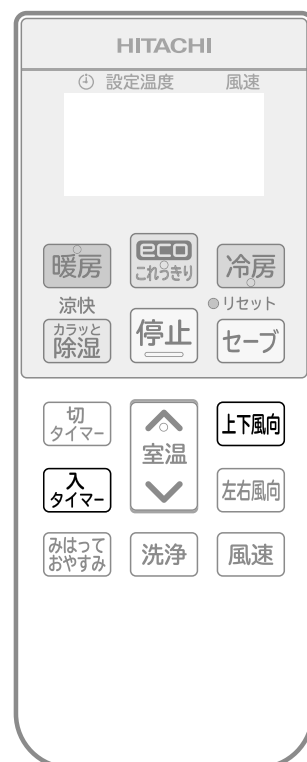 HITACHI
設定温度 風速
暖房
eco
これっきり
冷房
涼快
リセット
カラッと
除湿
停止
セーブ
切
タイマー
室温
上下風向
入
タイマー
左右風向
みはって
おやすみ
洗浄
風速